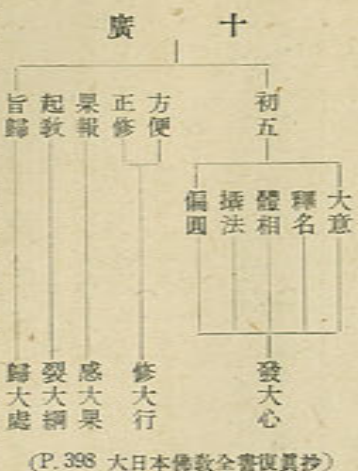 十廣
初五
方便
正修
果報
起教
旨歸
大意
釋名
體相
攝法
偏圓
發大心
修大行
感大果
裂大綱
歸大處
(P.398 大日本佛教全書復眞抄)